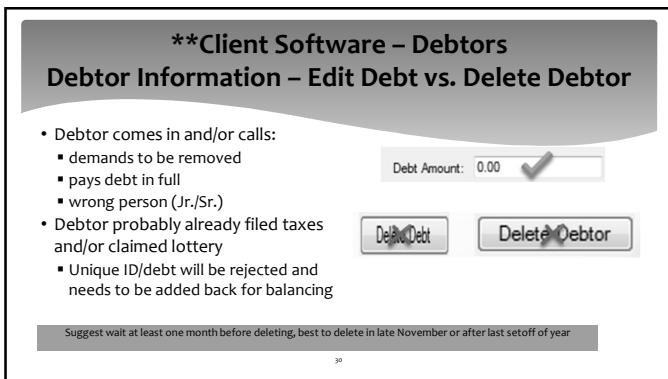 **Client Software – Debtors
Debtor Information – Edit Debt vs. Delete Debtor
• Debtor comes in and/or calls:
▪ demands to be removed
▪ pays debt in full
▪ wrong person (Jr./Sr.)
• Debtor probably already filed taxes
and/or claimed lottery
▪ Unique ID/debt will be rejected and
needs to be added back for balancing
Debt Amount: 0.00
Delete Debt
Delete Debtor
Suggest wait at least one month before deleting, best to delete in late November or after last setoff of year
30